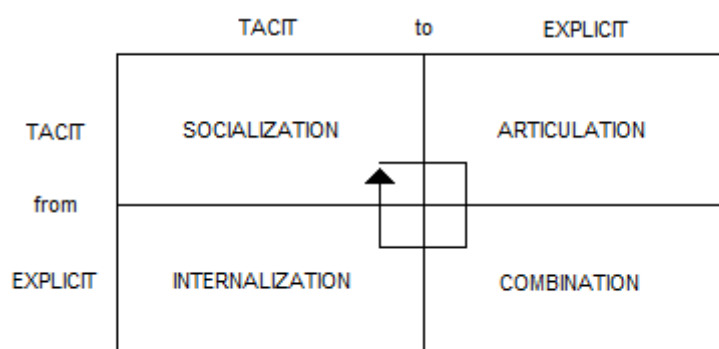 TACIT to EXPLICIT
TACIT SOCIALIZATION ARTICULATION
from
EXPLICIT INTERNALIZATION COMBINATION